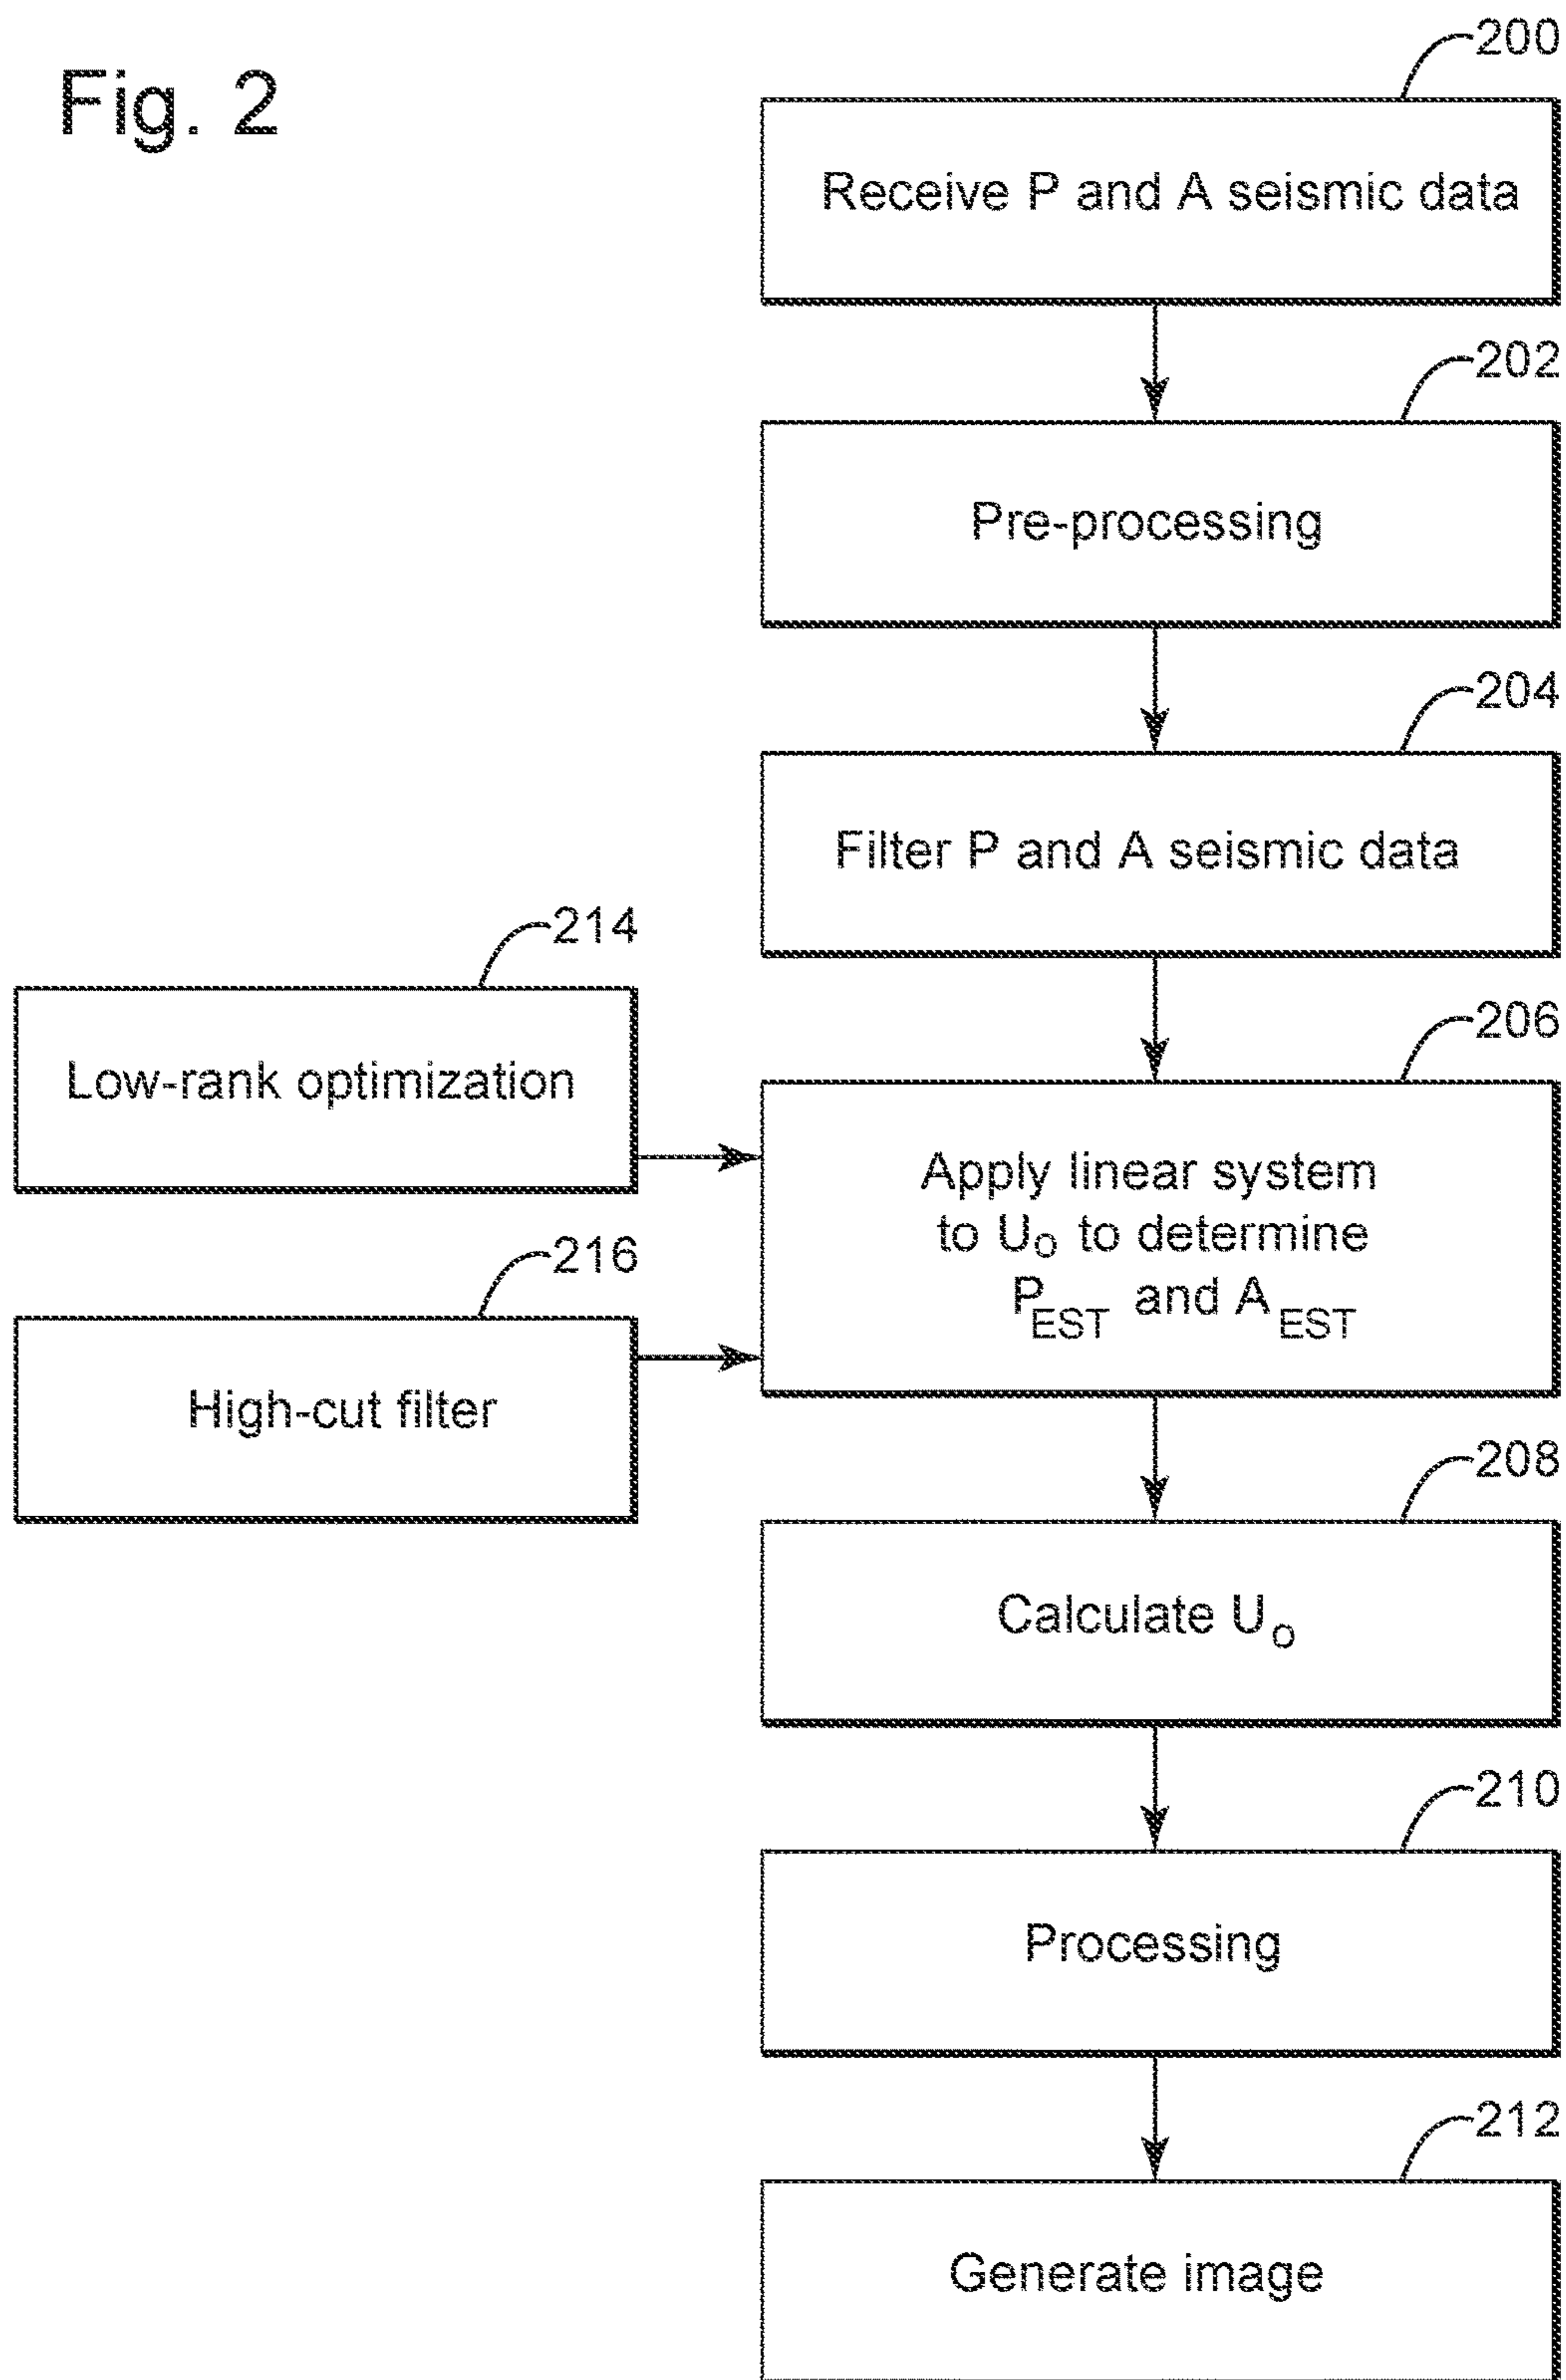 Fig. 2
200
Receive P and A seismic data
202
Pre-processing
204
Filter P and A seismic data
214
Low-rank optimization
206
Apply linear system
to U₀ to determine
P_EST and A_EST
216
High-cut filter
208
Calculate U₀
210
Processing
212
Generate image